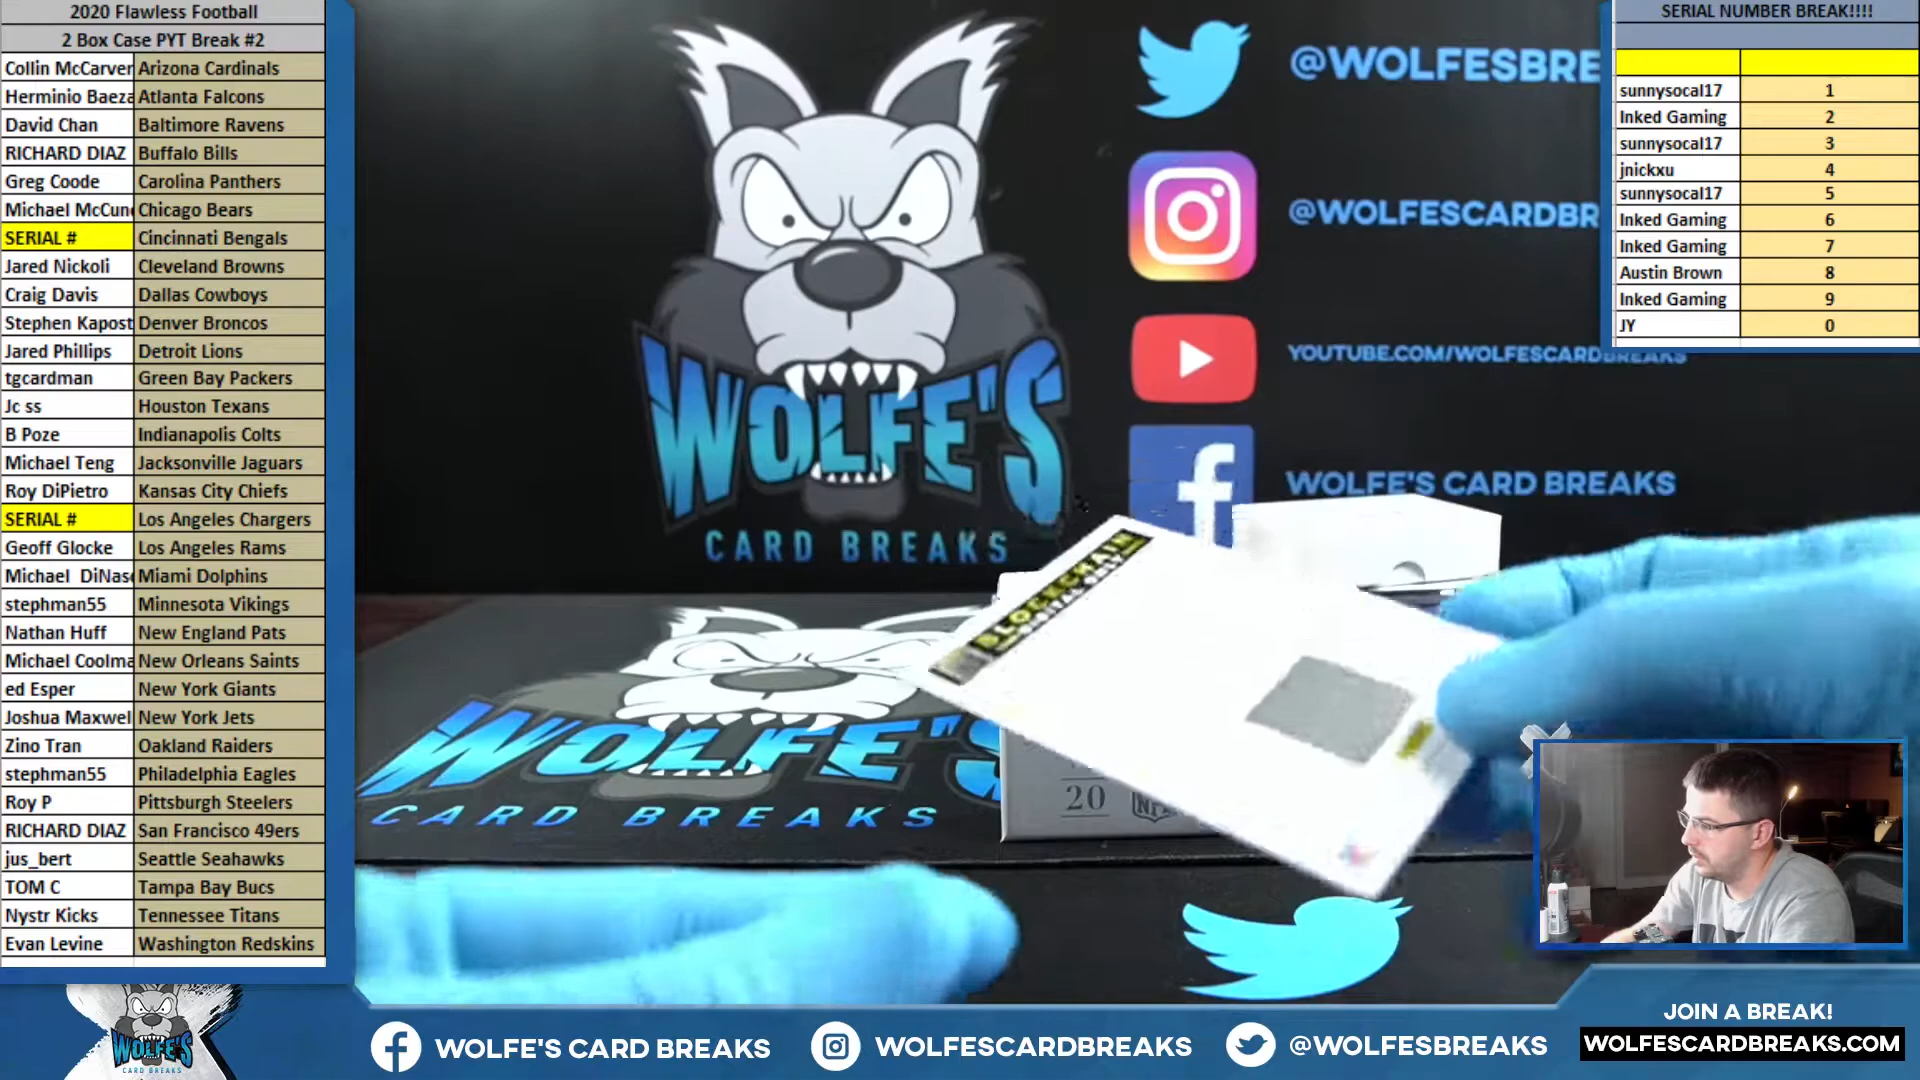 2020 Flawless Football
2 Box Case PYT Break #2
Collin McCarver Arizona Cardinals
Herminio Baeza Atlanta Falcons
David Chan Baltimore Ravens
RICHARD DIAZ Buffalo Bills
Greg Coode Carolina Panthers
Michael McCun Chicago Bears
SERIAL # Cincinnati Bengals
Jared Nickoli Cleveland Browns
Craig Davis Dallas Cowboys
Stephen Kapost Denver Broncos
Jared Phillips Detroit Lions
tgcardman Green Bay Packers
Jc ss Houston Texans
B Poze Indianapolis Colts
Michael Teng Jacksonville Jaguars
Roy DiPietro Kansas City Chiefs
SERIAL # Los Angeles Chargers
Geoff Glocke Los Angeles Rams
Michael DiNas Miami Dolphins
stephman55 Minnesota Vikings
Nathan Huff New England Pats
Michael Coolma New Orleans Saints
ed Esper New York Giants
Joshua Maxwel New York Jets
Zino Tran Oakland Raiders
stephman55 Philadelphia Eagles
Roy P Pittsburgh Steelers
RICHARD DIAZ San Francisco 49ers
jus_bert Seattle Seahawks
TOM C Tampa Bay Bucs
Nystr Kicks Tennessee Titans
Evan Levine Washington Redskins
WOLFE'S
CARD BREAKS
@WOLFESBRE
@WOLFESCARDBR
YOUTUBE.COM/WOLFESCARDBREAKS
WOLFE'S CARD BREAKS
SERIAL NUMBER BREAK!!!!
sunnysocal17 1
Inked Gaming 2
sunnysocal17 3
jnickxu 4
sunnysocal17 5
Inked Gaming 6
Inked Gaming 7
Austin Brown 8
Inked Gaming 9
JY 0
BLOCKCHAIN
WOLFE'S
CARD BREAKS
20
NFL
WOLFE'S
CARD BREAKS
WOLFE'S CARD BREAKS
WOLFESCARDBREAKS
@WOLFESBREAKS
JOIN A BREAK!
WOLFESCARDBREAKS.COM